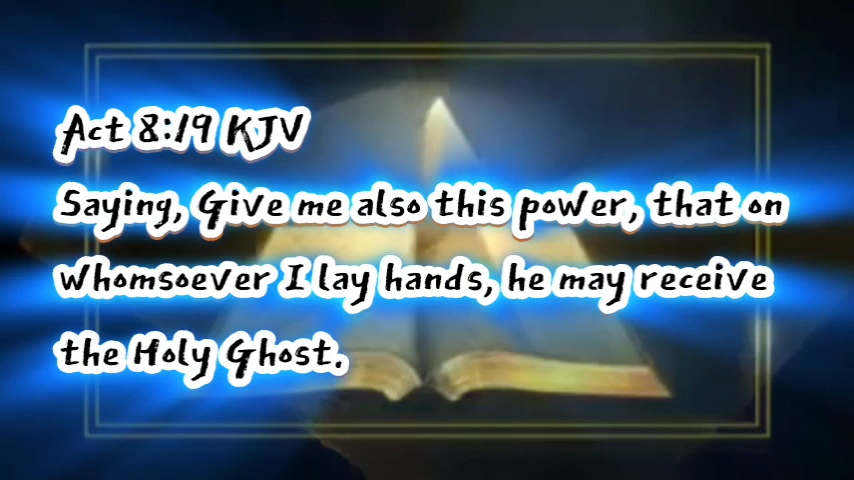 Act 8:19 KJV
Saying, Give me also this power, that on
whomsoever I lay hands, he may receive
the Holy Ghost.